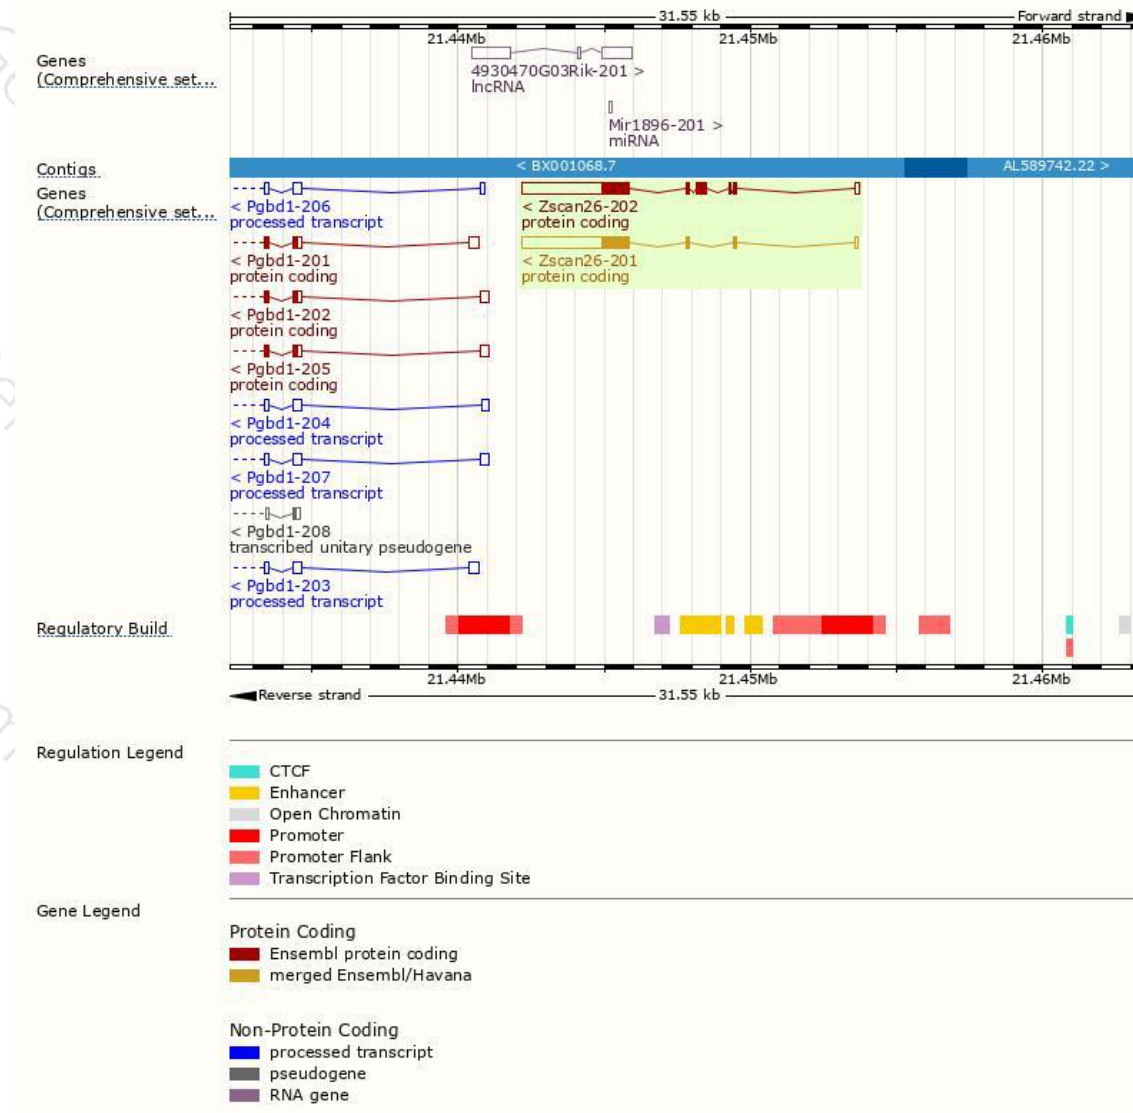 31.55 kb
Forward strand
21.44Mb 21.45Mb 21.46Mb
Genes
(Comprehensive set...
4930470G03Rik-201 >
lncRNA
Mir1896-201 >
miRNA
Contigs
< BX001068.7
AL589742.22 >
Genes
(Comprehensive set...
< Pgbd1-206
processed transcript
< Zscan26-202
protein coding
< Pgbd1-201
protein coding
< Zscan26-201
protein coding
< Pgbd1-202
protein coding
< Pgbd1-205
protein coding
< Pgbd1-204
processed transcript
< Pgbd1-207
processed transcript
< Pgbd1-208
transcribed unitary pseudogene
< Pgbd1-203
processed transcript
Regulatory Build
21.44Mb 21.45Mb 21.46Mb
Reverse strand
31.55 kb
Regulation Legend
CTCF
Enhancer
Open Chromatin
Promoter
Promoter Flank
Transcription Factor Binding Site
Gene Legend
Protein Coding
Ensembl protein coding
merged Ensembl/Havana
Non-Protein Coding
processed transcript
pseudogene
RNA gene